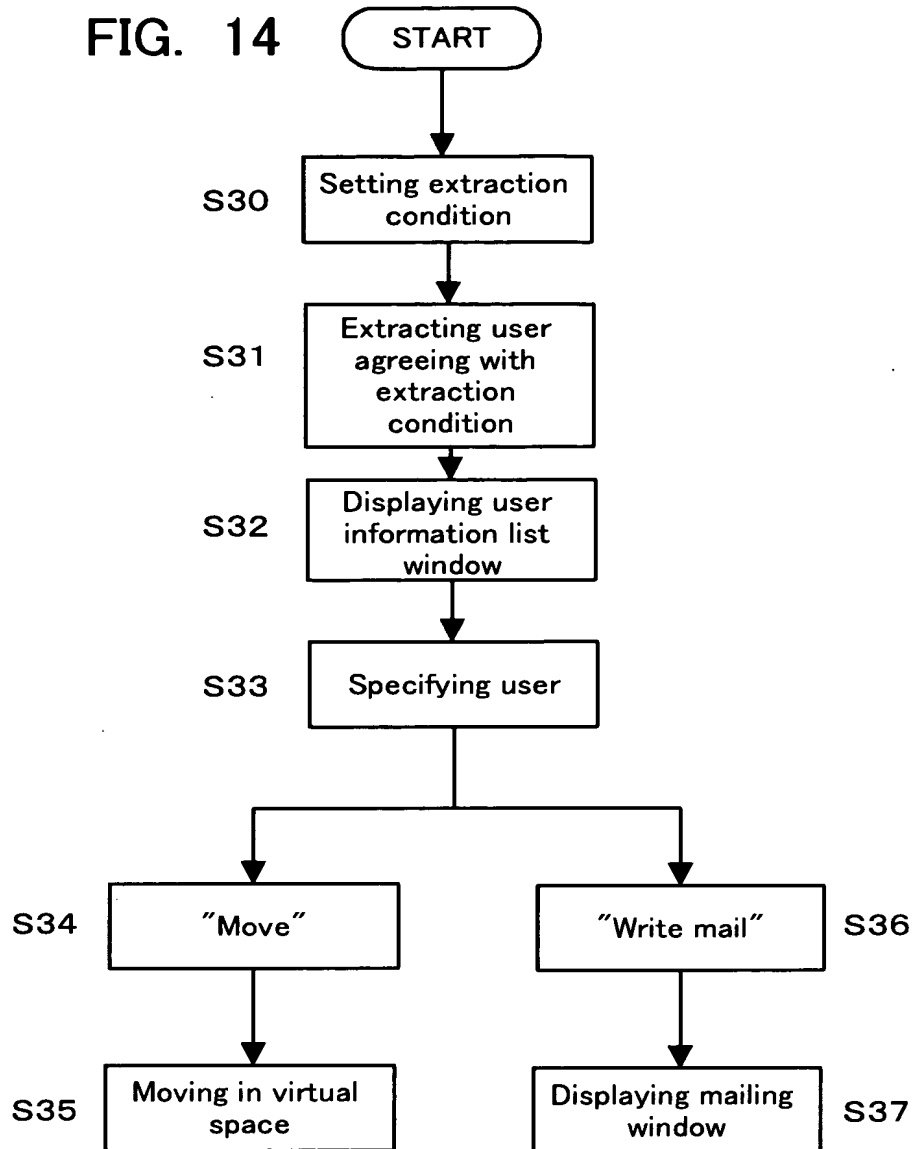 FIG. 14
START
S30
Setting extraction
condition
S31
Extracting user
agreeing with
extraction
condition
S32
Displaying user
information list
window
S33
Specifying user
S34
"Move"
"Write mail"
S36
S35
Moving in virtual
space
Displaying mailing
window
S37